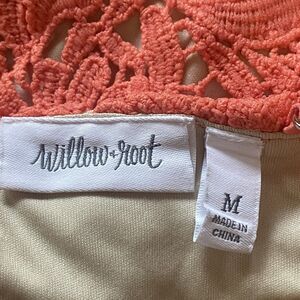 Willow + root
M
MADE IN
CHINA